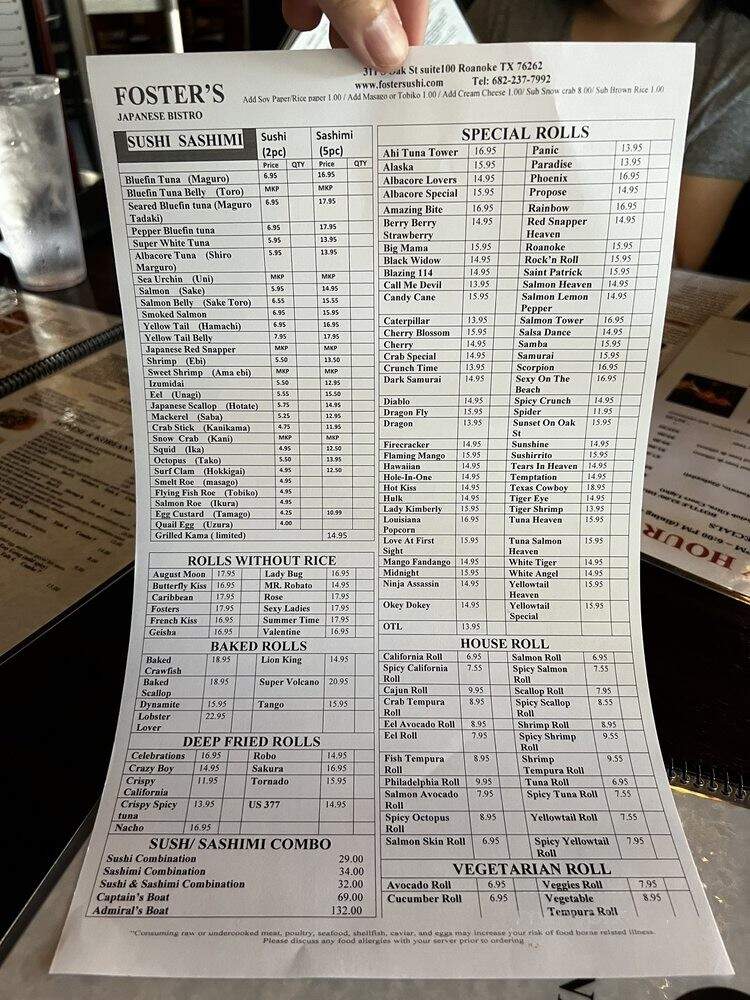 Oak St suite100 Roanoke TX 76262
www.fostersushi.com Tel: 682-237-7992
FOSTER'S
JAPANESE BISTRO
Add Soy Paper/Rice paper 1.00 / Add Masago or Tobiko 1.00 / Add Cream Cheese 1.00/ Sub Snow crab 8.00/ Sub Brown Rice 1.00
SUSHI SASHIMI Sushi (2pc) Sashimi (5pc)
Price QTY Price QTY
Bluefin Tuna (Maguro) 6.95 16.95
Bluefin Tuna Belly (Toro) MKP MKP
Seared Bluefin tuna (Maguro Tadaki) 6.95 17.95
Pepper Bluefin tuna 6.95 17.95
Super White Tuna 5.95 13.95
Albacore Tuna (Shiro Marguro) 5.95 13.95
Sea Urchin (Uni) MKP MKP
Salmon (Sake) 5.95 14.95
Salmon Belly (Sake Toro) 6.55 15.55
Smoked Salmon 6.95 15.95
Yellow Tail (Hamachi) 6.95 16.95
Yellow Tail Belly 7.95 17.95
Japanese Red Snapper MKP MKP
Shrimp (Ebi) 5.50 13.50
Sweet Shrimp (Ama ebi) MKP MKP
Izumidai 5.50 12.95
Eel (Unagi) 5.55 15.50
Japanese Scallop (Hotate) 5.75 14.95
Mackerel (Saba) 5.25 12.95
Crab Stick (Kanikama) 4.75 11.95
Snow Crab (Kani) MKP MKP
Squid (Ika) 4.95 12.50
Octopus (Tako) 5.50 13.95
Surf Clam (Hokkigai) 4.95 12.50
Smelt Roe (masago) 4.95
Flying Fish Roe (Tobiko) 4.95
Salmon Roe (Ikura) 4.95
Egg Custard (Tamago) 4.25 10.99
Quail Egg (Uzura) 4.00
Grilled Kama ( limited) 14.95
ROLLS WITHOUT RICE
August Moon 17.95 Lady Bug 16.95
Butterfly Kiss 16.95 MR. Robato 14.95
Caribbean 17.95 Rose 17.95
Fosters 17.95 Sexy Ladies 17.95
French Kiss 16.95 Summer Time 17.95
Geisha 16.95 Valentine 16.95
BAKED ROLLS
Baked Crawfish 18.95 Lion King 14.95
Baked Scallop 18.95 Super Volcano 20.95
Dynamite 15.95 Tango 15.95
Lobster Lover 22.95
DEEP FRIED ROLLS
Celebrations 16.95 Robo 14.95
Crazy Boy 14.95 Sakura 16.95
Crispy California 11.95 Tornado 15.95
Crispy Spicy tuna 13.95 US 377 14.95
Nacho 16.95
SUSH/ SASHIMI COMBO
Sushi Combination 29.00
Sashimi Combination 34.00
Sushi & Sashimi Combination 32.00
Captain's Boat 69.00
Admiral's Boat 132.00
SPECIAL ROLLS
Ahi Tuna Tower 16.95 Panic 13.95
Alaska 15.95 Paradise 13.95
Albacore Lovers 14.95 Phoenix 16.95
Albacore Special 15.95 Propose 14.95
Amazing Bite 16.95 Rainbow 16.95
Berry Berry Strawberry 14.95 Red Snapper Heaven 14.95
Big Mama 15.95 Roanoke 15.95
Black Widow 14.95 Rock'n Roll 15.95
Blazing 114 14.95 Saint Patrick 15.95
Call Me Devil 13.95 Salmon Heaven 14.95
Candy Cane 15.95 Salmon Lemon Pepper 15.95
Caterpillar 13.95 Salmon Tower 16.95
Cherry Blossom 15.95 Salsa Dance 14.95
Cherry 14.95 Samba 15.95
Crab Special 14.95 Samurai 15.95
Crunch Time 13.95 Scorpion 16.95
Dark Samurai 14.95 Sexy On The Beach 16.95
Diablo 14.95 Spicy Crunch 14.95
Dragon Fly 15.95 Spider 11.95
Dragon 13.95 Sunset On Oak St 15.95
Firecracker 14.95 Sunshine 14.95
Flaming Mango 15.95 Sushirrito 15.95
Hawaiian 14.95 Tears In Heaven 14.95
Hole-In-One 14.95 Temptation 14.95
Hot Kiss 14.95 Texas Cowboy 18.95
Hulk 14.95 Tiger Eye 14.95
Lady Kimberly 15.95 Tiger Shrimp 13.95
Louisiana Popcorn 16.95 Tuna Heaven 15.95
Love At First Sight 15.95 Tuna Salmon Heaven 15.95
Mango Fandango 14.95 White Tiger 14.95
Midnight 15.95 White Angel 14.95
Ninja Assassin 14.95 Yellowtail Heaven 15.95
Okey Dokey 14.95 Yellowtail Special 15.95
OTL 13.95
HOUSE ROLL
California Roll 6.95 Salmon Roll 6.95
Spicy California Roll 7.55 Spicy Salmon Roll 7.55
Cajun Roll 9.95 Scallop Roll 7.95
Crab Tempura Roll 8.95 Spicy Scallop Roll 8.55
Eel Avocado Roll 8.95 Shrimp Roll 8.95
Eel Roll 7.95 Spicy Shrimp Roll 9.55
Fish Tempura Roll 8.95 Shrimp Tempura Roll 8.95
Philadelphia Roll 9.95 Tuna Roll 6.95
Salmon Avocado Roll 7.95 Spicy Tuna Roll 7.55
Spicy Octopus Roll 8.95 Yellowtail Roll 7.55
Salmon Skin Roll 6.95 Spicy Yellowtail Roll 7.95
VEGETARIAN ROLL
Avocado Roll 6.95 Veggies Roll 7.95
Cucumber Roll 6.95 Vegetable Tempura Roll 8.95
"Consuming raw or undercooked meat, poultry, seafood, shellfish, caviar, and eggs may increase your risk of food borne related illness.
Please discuss any food allergies with your server prior to ordering
HOUR